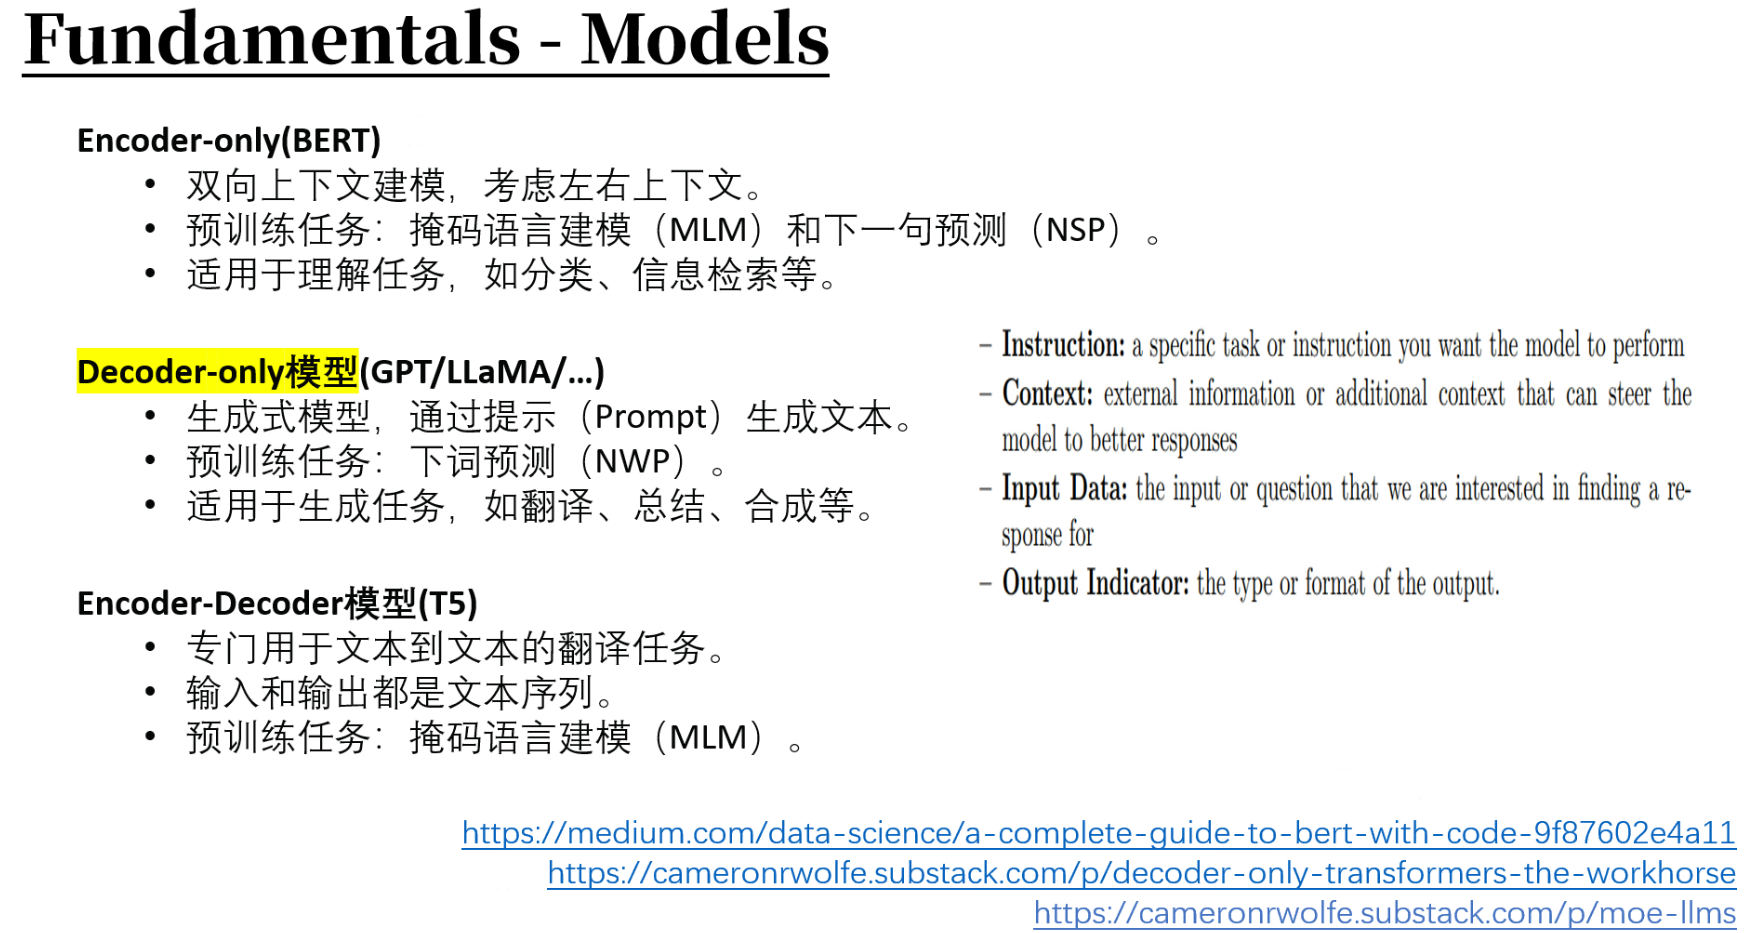 Fundamentals - Models
Encoder-only(BERT)
• 双向上下文建模，考虑左右上下文。
• 预训练任务：掩码语言建模（MLM）和下一句预测（NSP）。
• 适用于理解任务，如分类、信息检索等。
Decoder-only模型(GPT/LLaMA/...)
• 生成式模型，通过提示（Prompt）生成文本。
• 预训练任务：下词预测（NWP）。
• 适用于生成任务，如翻译、总结、合成等。
Encoder-Decoder模型(T5)
• 专门用于文本到文本的翻译任务。
• 输入和输出都是文本序列。
• 预训练任务：掩码语言建模（MLM）。
– Instruction: a specific task or instruction you want the model to perform
– Context: external information or additional context that can steer the
model to better responses
– Input Data: the input or question that we are interested in finding a re-
sponse for
– Output Indicator: the type or format of the output.
https://medium.com/data-science/a-complete-guide-to-bert-with-code-9f87602e4a11
https://cameronrwolfe.substack.com/p/decoder-only-transformers-the-workhorse
https://cameronrwolfe.substack.com/p/moe-llms